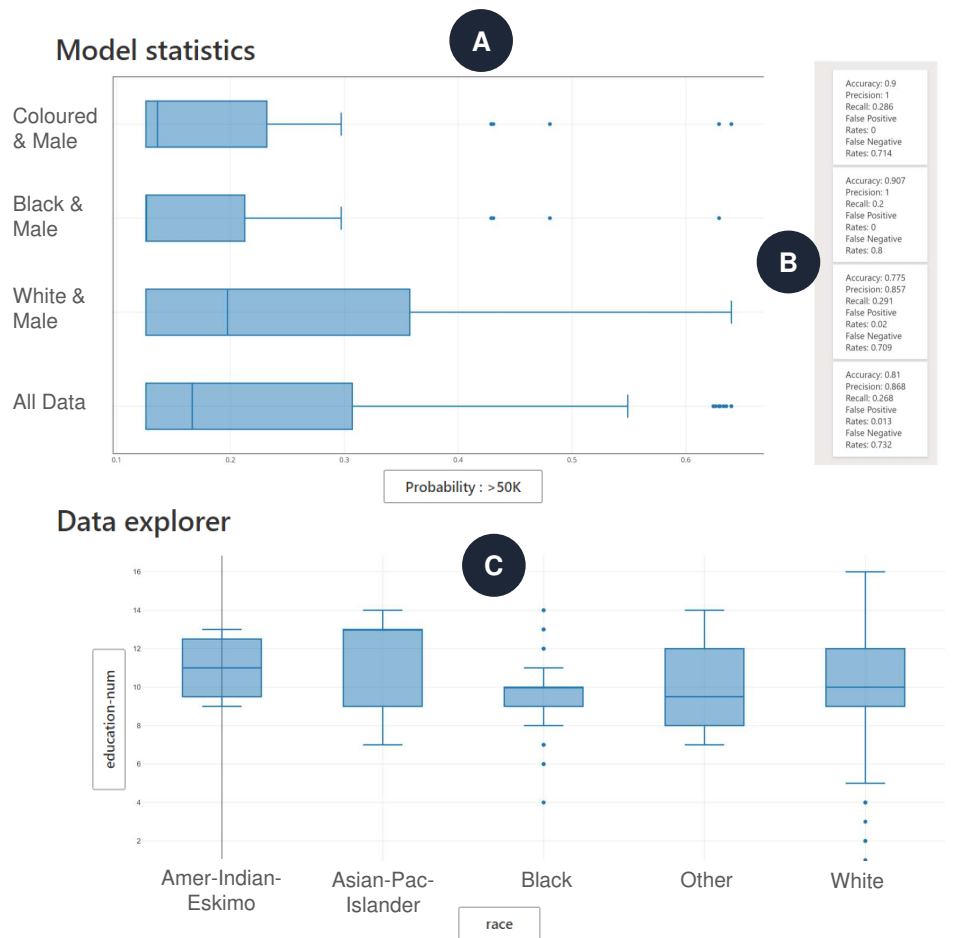 Model statistics
A
Coloured
& Male
Black &
Male
White &
Male
All Data
0.1 0.2 0.3 0.4 0.5 0.6
Probability : >50K
Accuracy: 0.9
Precision: 1
Recall: 0.286
False Positive
Rates: 0
False Negative
Rates: 0.714
Accuracy: 0.907
Precision: 1
Recall: 0.2
False Positive
Rates: 0
False Negative
Rates: 0.8
B
Accuracy: 0.775
Precision: 0.857
Recall: 0.291
False Positive
Rates: 0.02
False Negative
Rates: 0.709
Accuracy: 0.81
Precision: 0.868
Recall: 0.268
False Positive
Rates: 0.013
False Negative
Rates: 0.732
Data explorer
C
16
14
12
10
8
6
4
2
education-num
Amer-Indian-
Eskimo
Asian-Pac-
Islander
Black
Other
White
race